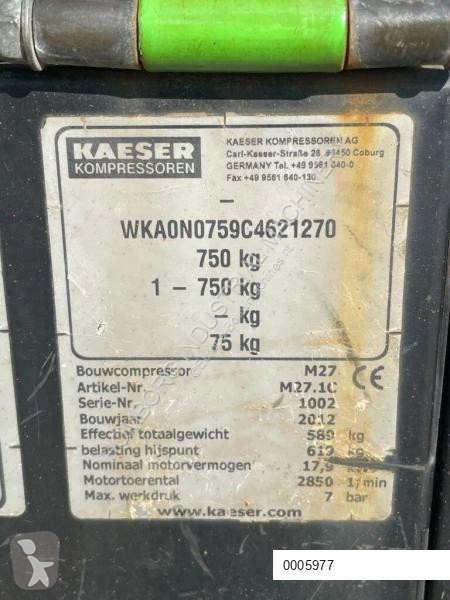 KAESER
KOMPRESSOREN
KAESER KOMPRESSOREN AG
Carl-Kaeser-Straße 26, 96450 Coburg
GERMANY Tel. +49 9561 640-0
Fax +49 9561 640-130
–
WKA0N0759C4621270
750 kg
1 – 750 kg
– kg
75 kg
Bouwcompressor M27
Artikel-Nr. M27.1C CE
Serie-Nr. 1002
Bouwjaar 2012
Effectief totaalgewicht 589 kg
belasting hijspunt 613 kg
Nominaal motorvermogen 17,9
Motortoerental 2850 1/min
Max. werkdruk 7 bar
www.kaeser.com
0005977